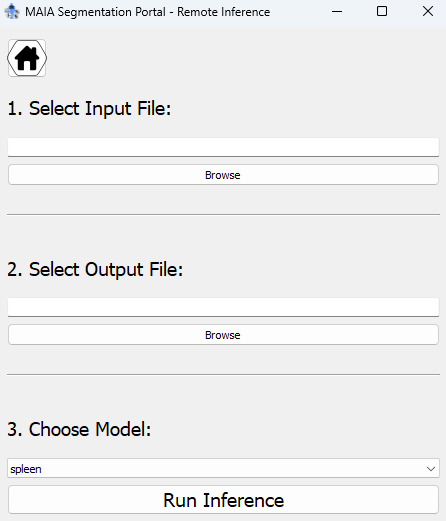 MAIA Segmentation Portal - Remote Inference
1. Select Input File:
Browse
2. Select Output File:
Browse
3. Choose Model:
spleen
Run Inference